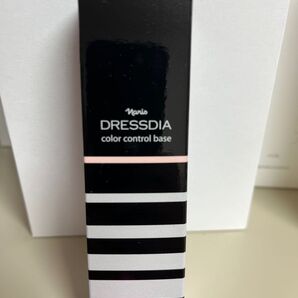 Naris
DRESSDIA
color control base